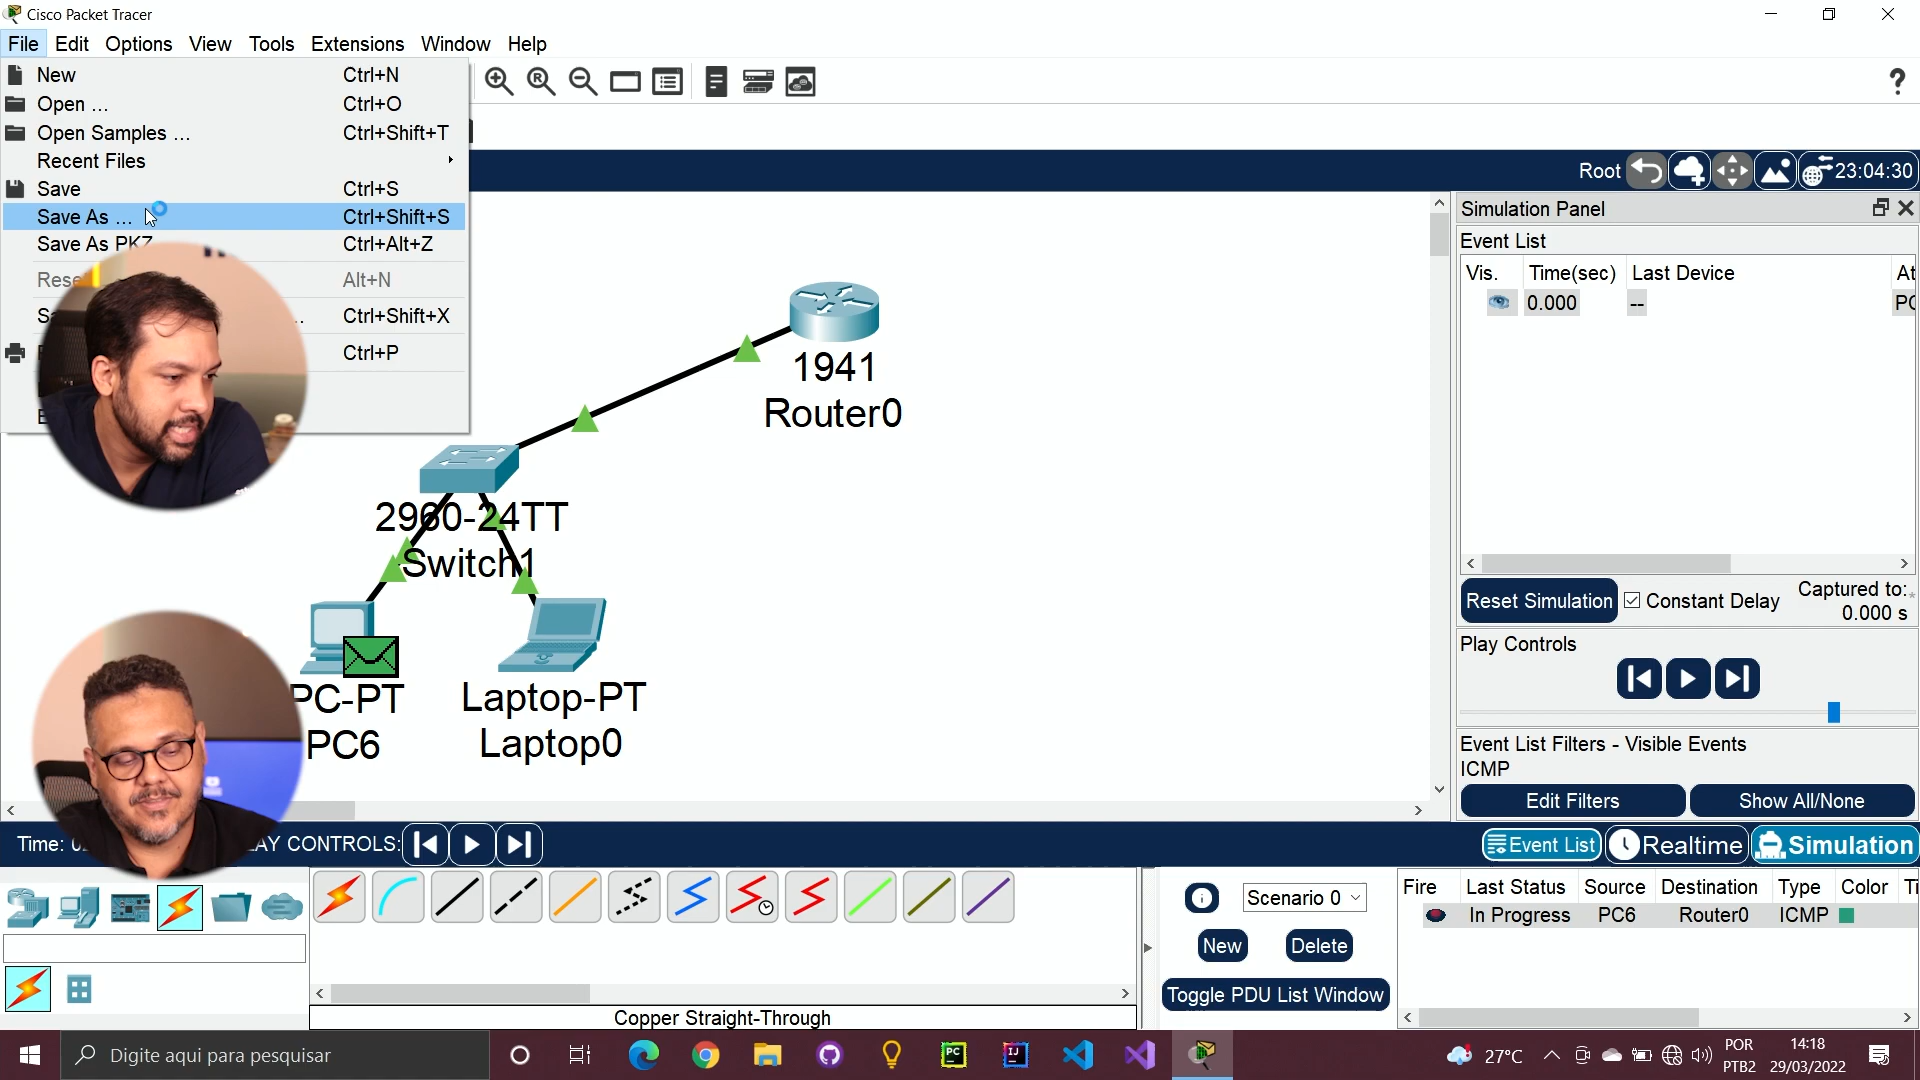 Cisco Packet Tracer
File Edit Options View Tools Extensions Window Help
New Ctrl+N
Open ... Ctrl+O
Open Samples ... Ctrl+Shift+T
Recent Files
Save Ctrl+S
Save As ... Ctrl+Shift+S
Save As PKZ Ctrl+Alt+Z
Alt+N
Ctrl+Shift+X
Ctrl+P
Root 23:04:30
1941
Router0
2960-24TT
Switch1
PC-PT
PC6
Laptop-PT
Laptop0
Simulation Panel
Event List
Vis. Time(sec) Last Device At
0.000 -- PC
Reset Simulation Constant Delay Captured to:
0.000 s
Play Controls
Event List Filters - Visible Events
ICMP
Edit Filters Show All/None
Time: PLAY CONTROLS:
Event List Realtime Simulation
Copper Straight-Through
Scenario 0
New Delete
Toggle PDU List Window
Fire Last Status Source Destination Type Color Ti
In Progress PC6 Router0 ICMP
Digite aqui para pesquisar
27°C
POR
PTB2
14:18
29/03/2022